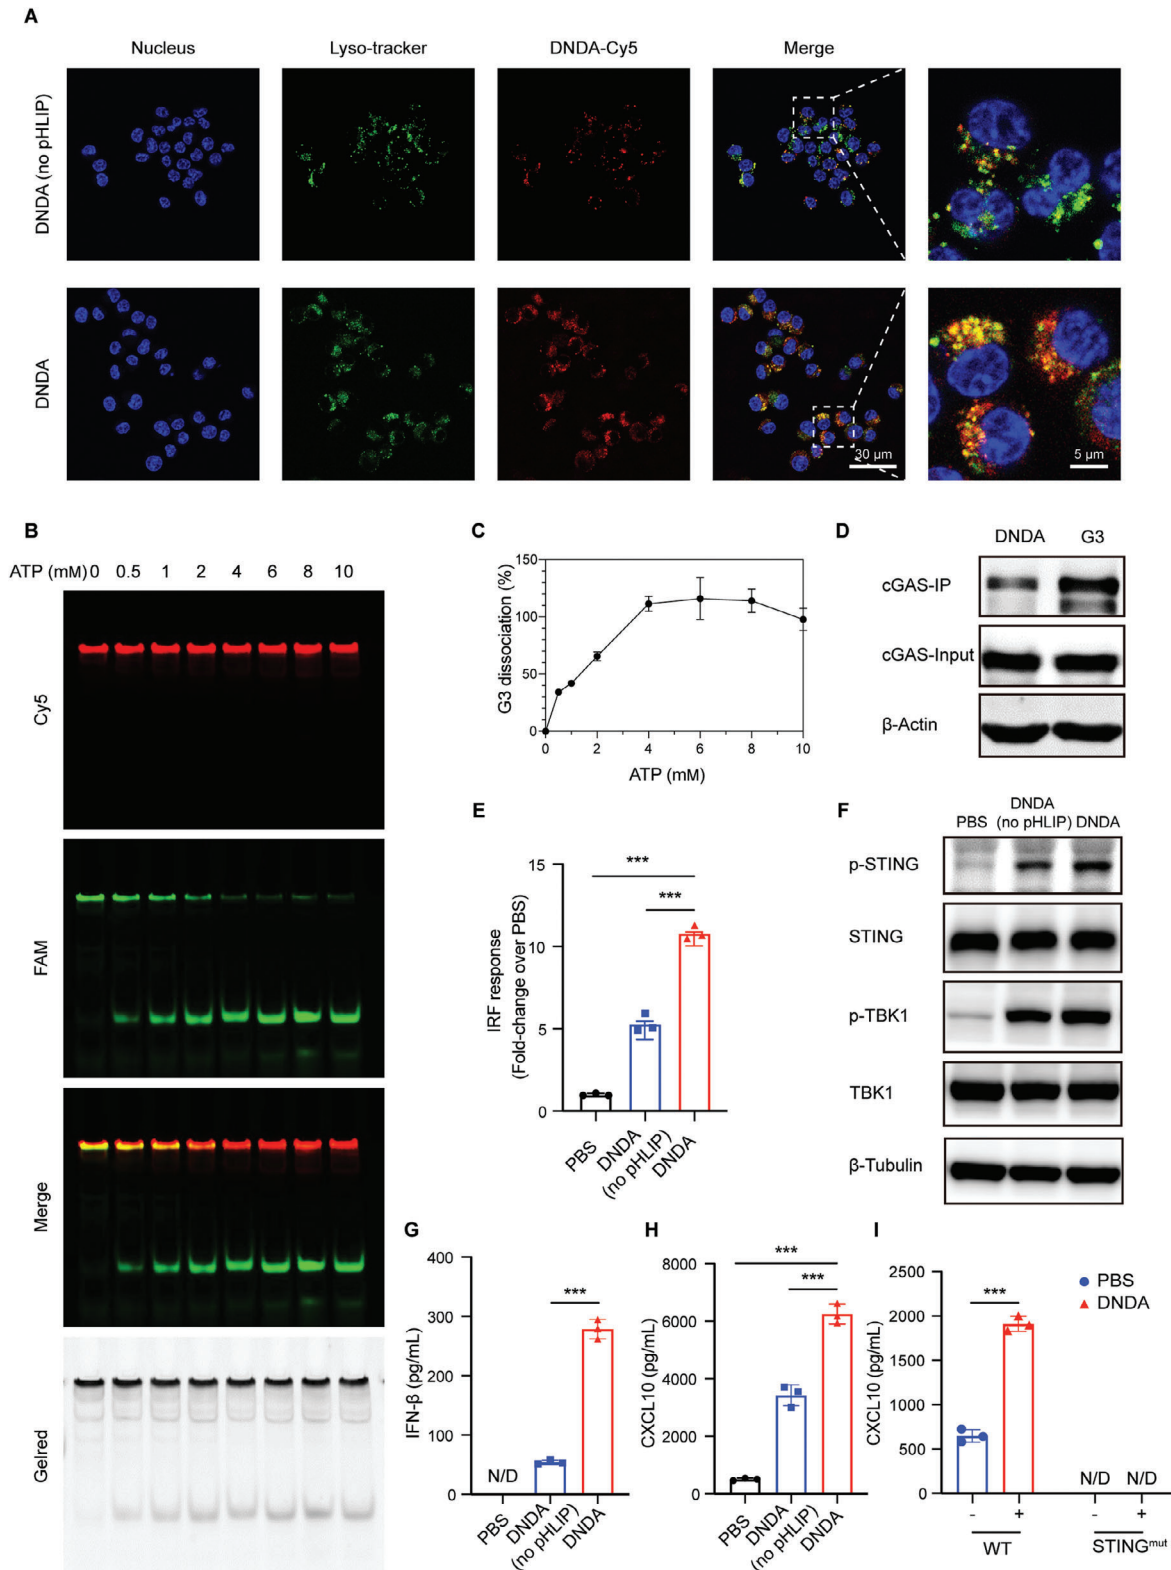 A
Nucleus
Lyso-tracker
DNDA-Cy5
Merge
DNDA (no pHLIP)
DNDA
30 µm
5 µm
B
ATP (mM) 0 0.5 1 2 4 6 8 10
Cy5
FAM
Merge
Gelred
C
G3 dissociation (%)
150
100
50
0
0 2 4 6 8 10
ATP (mM)
D
DNDA G3
cGAS-IP
cGAS-Input
β-Actin
E
IRF response
(Fold-change over PBS)
15
10
5
0
***
***
PBS
DNDA
(no pHLIP)
DNDA
F
DNDA
PBS (no pHLIP) DNDA
p-STING
STING
p-TBK1
TBK1
β-Tubulin
G
IFN-β (pg/mL)
400
300
200
100
0
***
N/D
PBS
DNDA
(no pHLIP)
DNDA
H
CXCL10 (pg/mL)
8000
6000
4000
2000
0
***
***
PBS
DNDA
(no pHLIP)
DNDA
I
CXCL10 (pg/mL)
2500
2000
1500
1000
500
0
PBS
DNDA
***
N/D N/D
- + - +
WT STINGmut